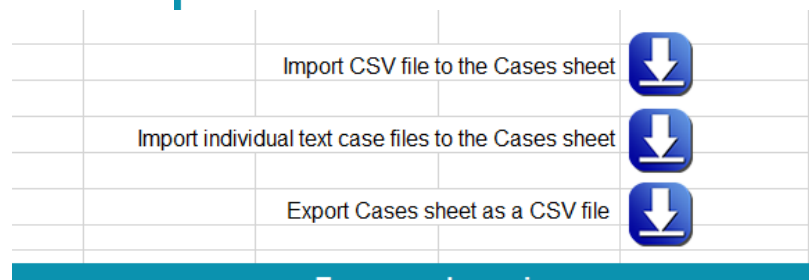 Import CSV file to the Cases sheet
Import individual text case files to the Cases sheet
Export Cases sheet as a CSV file